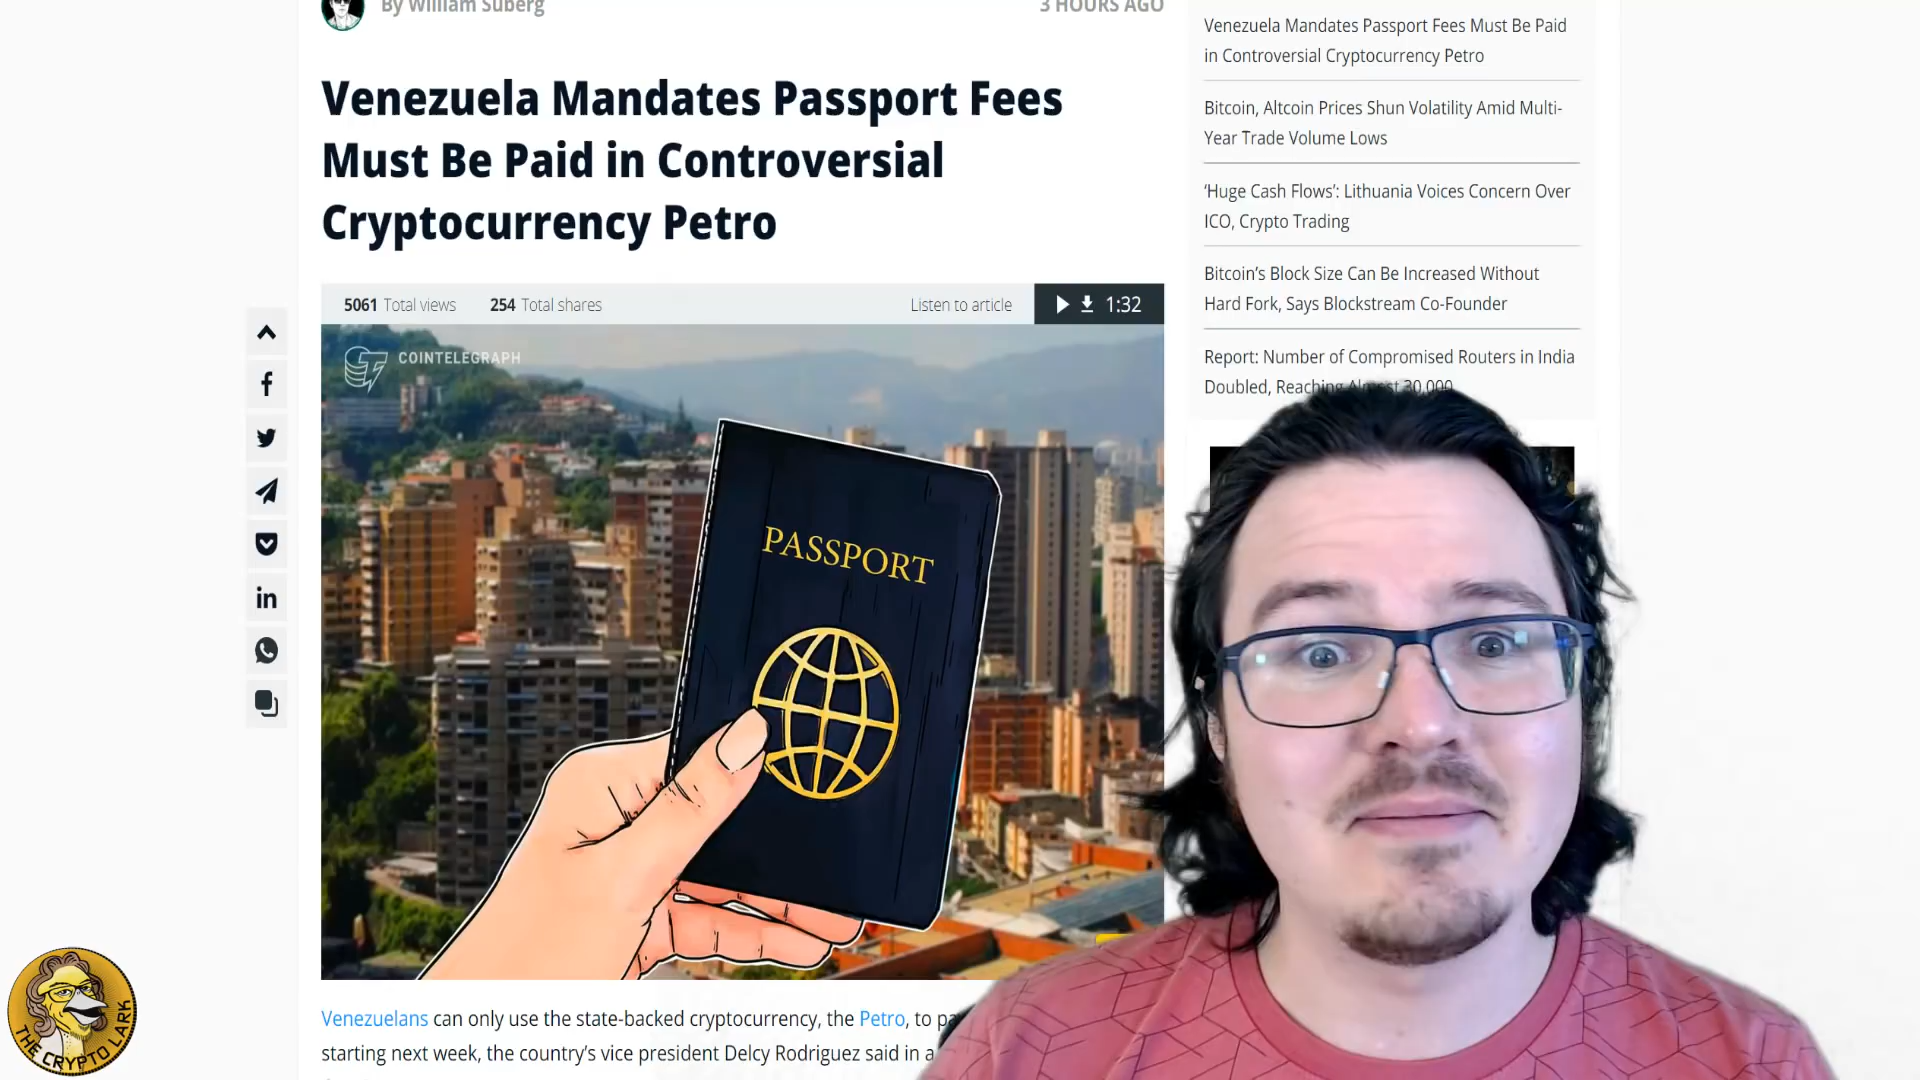 By William Suberg
3 HOURS AGO
Venezuela Mandates Passport Fees
Must Be Paid in Controversial
Cryptocurrency Petro
5061 Total views 254 Total shares
Listen to article 1:32
COINTELEGRAPH
PASSPORT
Venezuelans can only use the state-backed cryptocurrency, the Petro, to
starting next week, the country's vice president Delcy Rodriguez said in a
Venezuela Mandates Passport Fees Must Be Paid
in Controversial Cryptocurrency Petro
Bitcoin, Altcoin Prices Shun Volatility Amid Multi-
Year Trade Volume Lows
‘Huge Cash Flows’: Lithuania Voices Concern Over
ICO, Crypto Trading
Bitcoin’s Block Size Can Be Increased Without
Hard Fork, Says Blockstream Co-Founder
Report: Number of Compromised Routers in India
Doubled, Reaching Almost 30,000
THE CRYPTO LARK